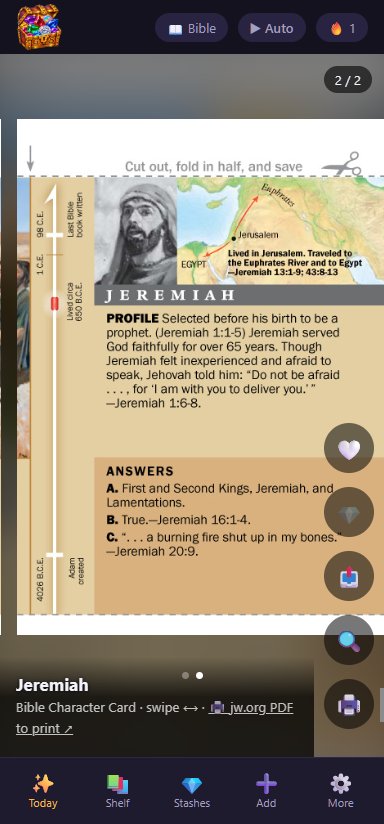 Bible
Auto
1
2 / 2
Cut out, fold in half, and save
98 C.E.
Last Bible
book written
1 C.E.
Lived circa
650 B.C.E.
4026 B.C.E.
Adam
created
Euphrates
Jerusalem
EGYPT
Lived in Jerusalem. Traveled to
the Euphrates River and to Egypt
—Jeremiah 13:1-9; 43:8-13
JEREMIAH
PROFILE Selected before his birth to be a
prophet. (Jeremiah 1:1-5) Jeremiah served
God faithfully for over 65 years. Though
Jeremiah felt inexperienced and afraid to
speak, Jehovah told him: “Do not be afraid
. . . , for ‘I am with you to deliver you.’ ”
—Jeremiah 1:6-8.
ANSWERS
A. First and Second Kings, Jeremiah, and
Lamentations.
B. True.—Jeremiah 16:1-4.
C. “. . . a burning fire shut up in my bones.”
—Jeremiah 20:9.
Jeremiah
Bible Character Card · swipe ↔ · jw.org PDF
to print ↗
Today
Shelf
Stashes
Add
More